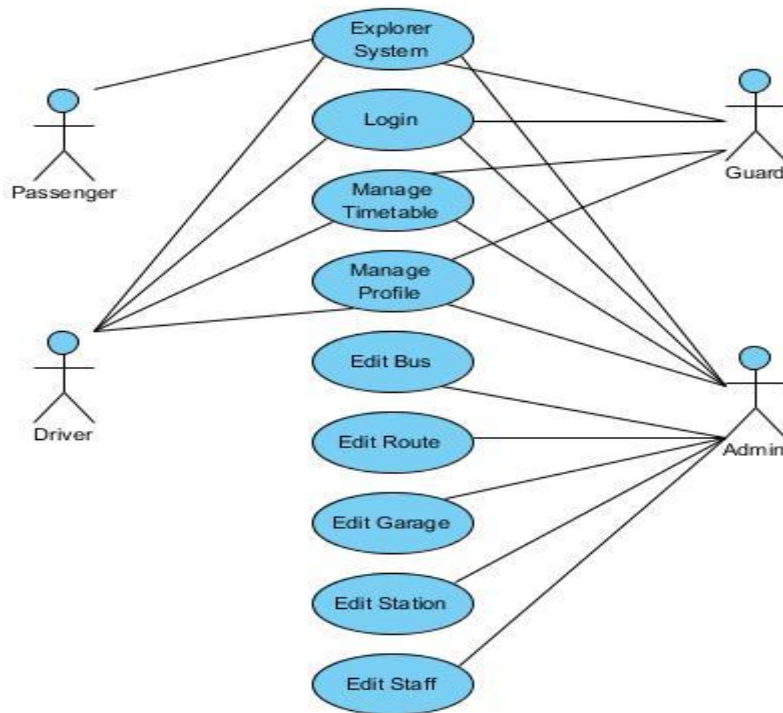 Explorer
System
Login
Passenger
Guard
Manage
Timetable
Manage
Profile
Edit Bus
Driver
Edit Route
Admin
Edit Garage
Edit Station
Edit Staff